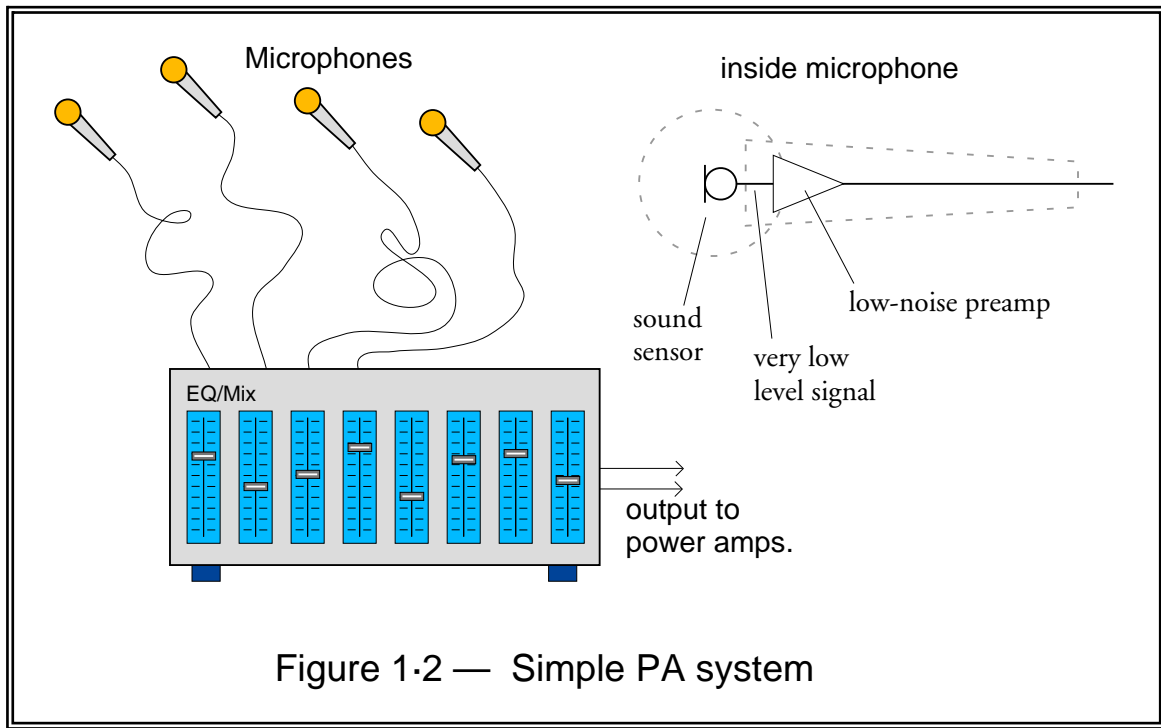 Microphones
inside microphone
sound
sensor
very low
level signal
low-noise preamp
EQ/Mix
output to
power amps.
Figure 1·2 — Simple PA system